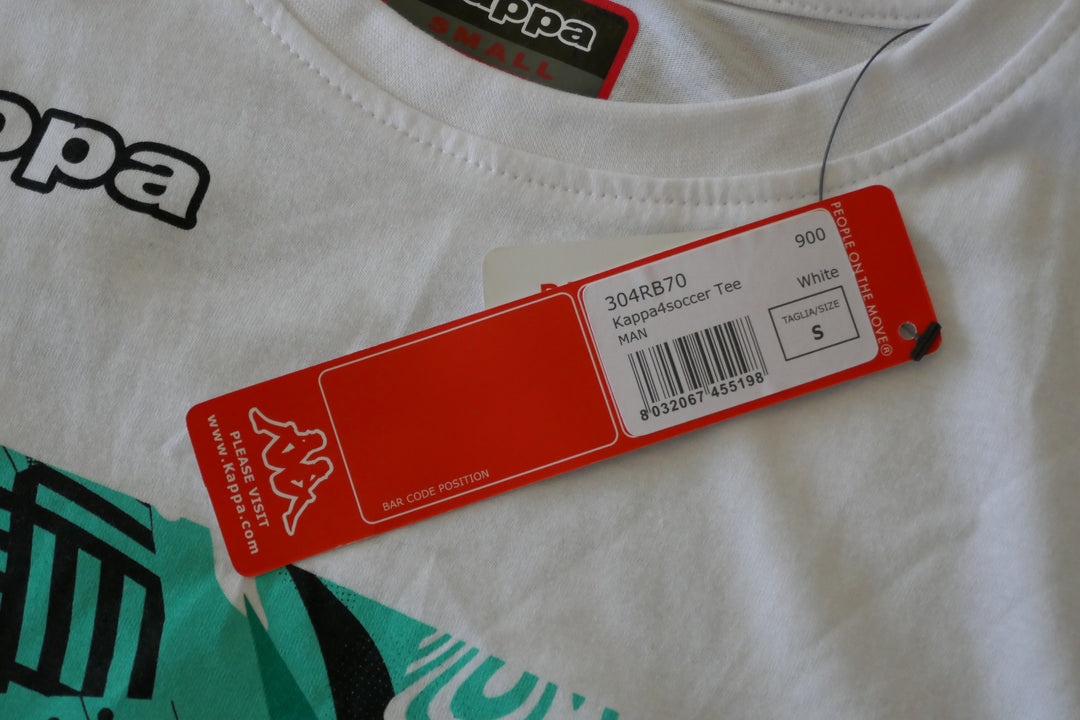 Kappa
SMALL
304RB70
900
Kappa4soccer Tee
White
MAN
TAGLIA/SIZE
S
8 032067 455198
PEOPLE ON THE MOVE®
BAR CODE POSITION
PLEASE VISIT
www.Kappa.com